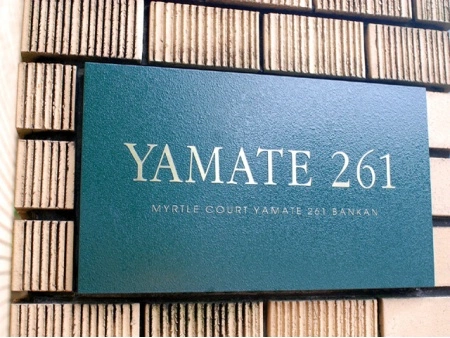 YAMATE 261
MYRTLE COURT YAMATE 261 BANKAN